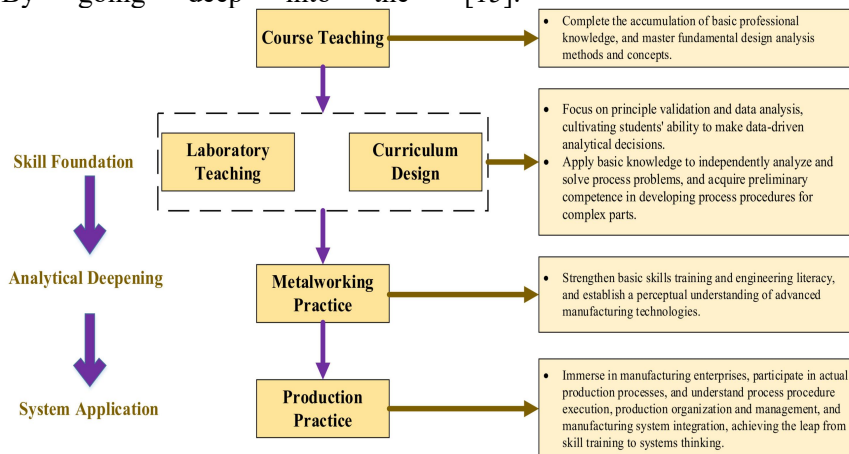 By going deep into the [15].
Course Teaching
• Complete the accumulation of basic professional
knowledge, and master fundamental design analysis
methods and concepts.
Skill Foundation
Laboratory
Teaching
Curriculum
Design
• Focus on principle validation and data analysis,
cultivating students' ability to make data-driven
analytical decisions.
• Apply basic knowledge to independently analyze and
solve process problems, and acquire preliminary
competence in developing process procedures for
complex parts.
Analytical Deepening
Metalworking
Practice
• Strengthen basic skills training and engineering literacy,
and establish a perceptual understanding of advanced
manufacturing technologies.
System Application
Production
Practice
• Immerse in manufacturing enterprises, participate in actual
production processes, and understand process procedure
execution, production organization and management, and
manufacturing system integration, achieving the leap from
skill training to systems thinking.